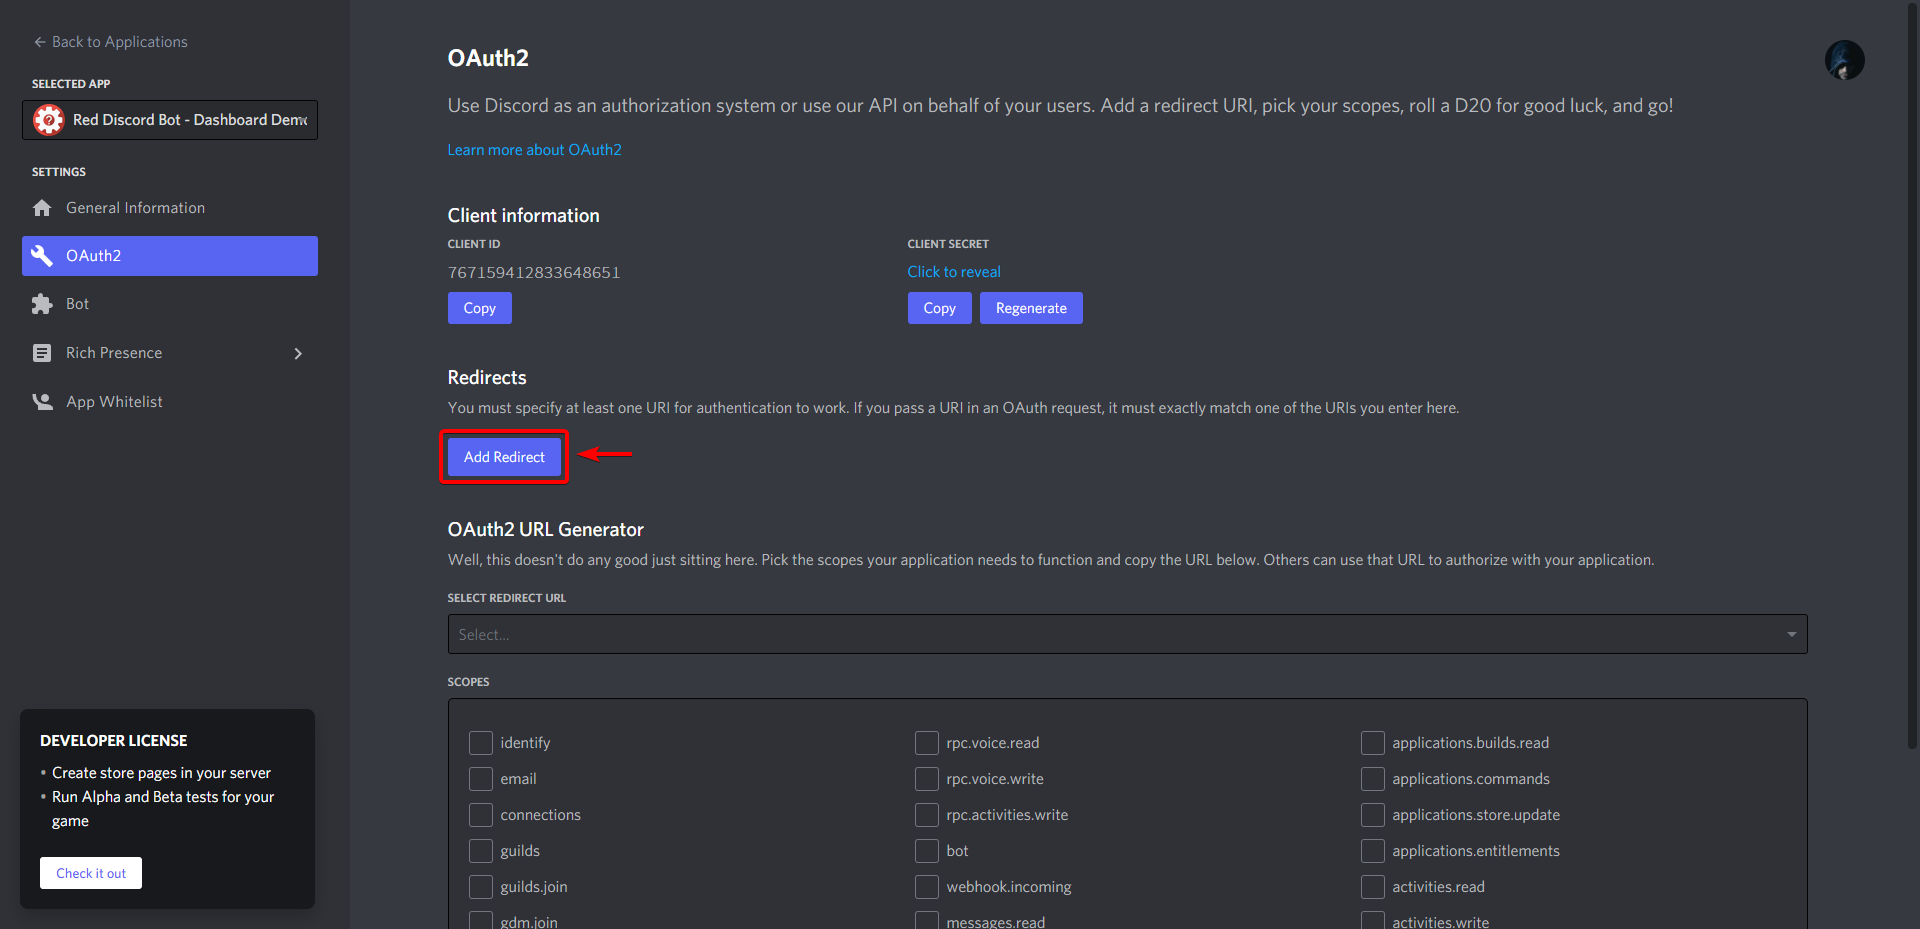 Back to Applications
SELECTED APP
Red Discord Bot - Dashboard Demo
SETTINGS
General Information
OAuth2
Bot
Rich Presence
App Whitelist
DEVELOPER LICENSE
• Create store pages in your server
• Run Alpha and Beta tests for your
game
Check it out
OAuth2
Use Discord as an authorization system or use our API on behalf of your users. Add a redirect URI, pick your scopes, roll a D20 for good luck, and go!
Learn more about OAuth2
Client information
CLIENT ID
767159412833648651
Copy
CLIENT SECRET
Click to reveal
Copy Regenerate
Redirects
You must specify at least one URI for authentication to work. If you pass a URI in an OAuth request, it must exactly match one of the URIs you enter here.
Add Redirect
OAuth2 URL Generator
Well, this doesn't do any good just sitting here. Pick the scopes your application needs to function and copy the URL below. Others can use that URL to authorize with your application.
SELECT REDIRECT URL
Select...
SCOPES
identify
email
connections
guilds
guilds.join
gdm.join
rpc.voice.read
rpc.voice.write
rpc.activities.write
bot
webhook.incoming
messages.read
applications.builds.read
applications.commands
applications.store.update
applications.entitlements
activities.read
activities.write